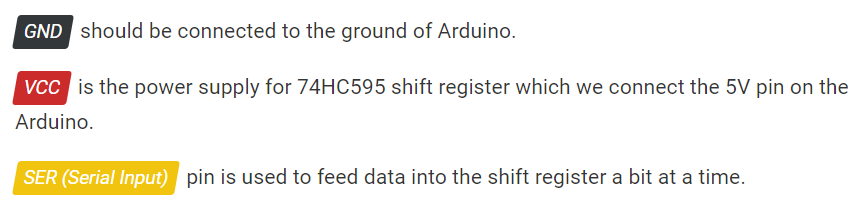 GND should be connected to the ground of Arduino.
VCC is the power supply for 74HC595 shift register which we connect the 5V pin on the
Arduino.
SER (Serial Input) pin is used to feed data into the shift register a bit at a time.